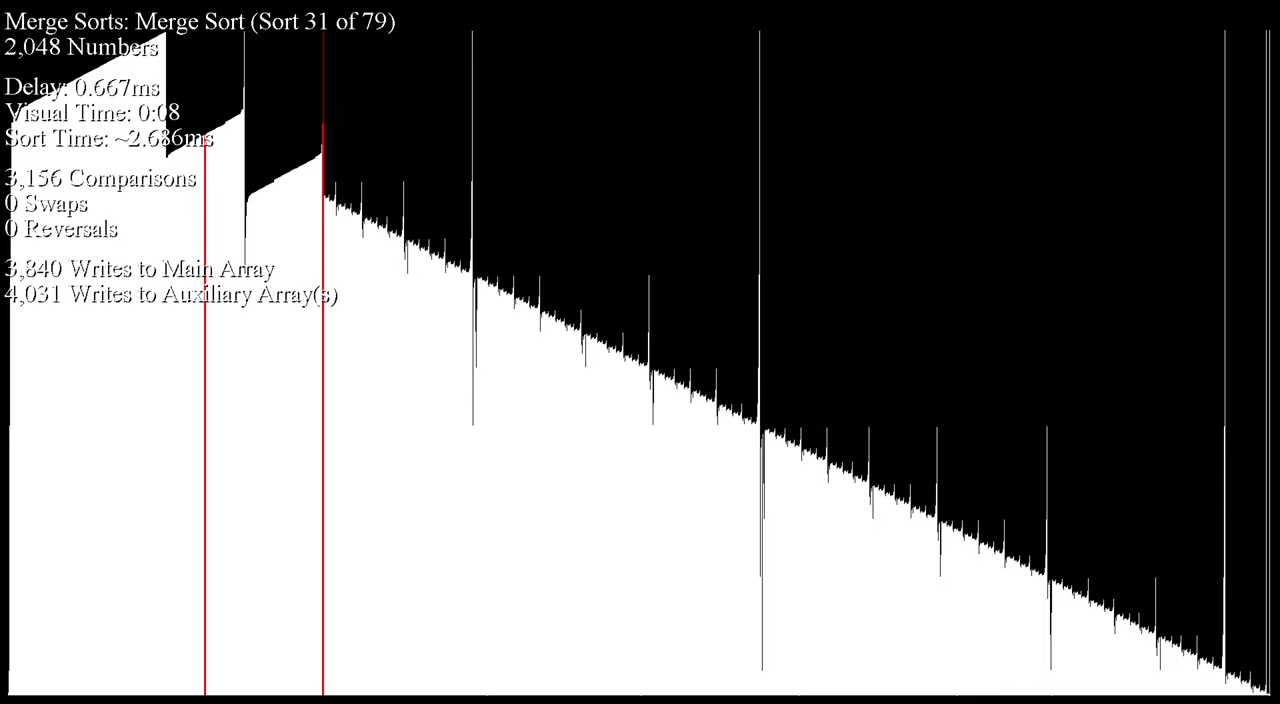 Merge Sorts: Merge Sort (Sort 31 of 79)
2,048 Numbers
Delay: 0.667ms
Visual Time: 0:08
Sort Time: ~2.686ms
3,156 Comparisons
0 Swaps
0 Reversals
3,840 Writes to Main Array
4,031 Writes to Auxiliary Array(s)